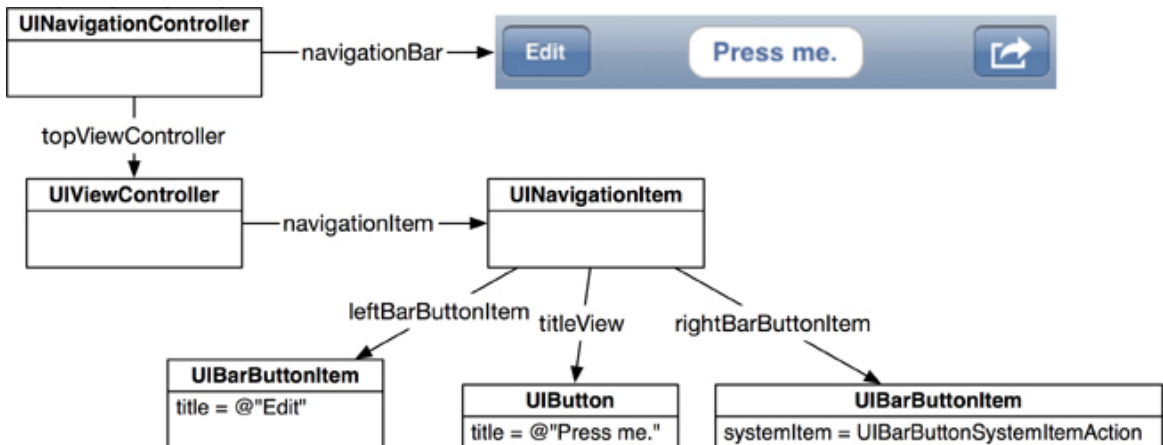 UINavigationController
navigationBar
Edit
Press me.
topViewController
UIViewController
navigationItem
UINavigationItem
leftBarButtonItem
titleView
rightBarButtonItem
UIBarButtonItem
title = @"Edit"
UIButton
title = @"Press me."
UIBarButtonItem
systemItem = UIBarButtonSystemItemAction